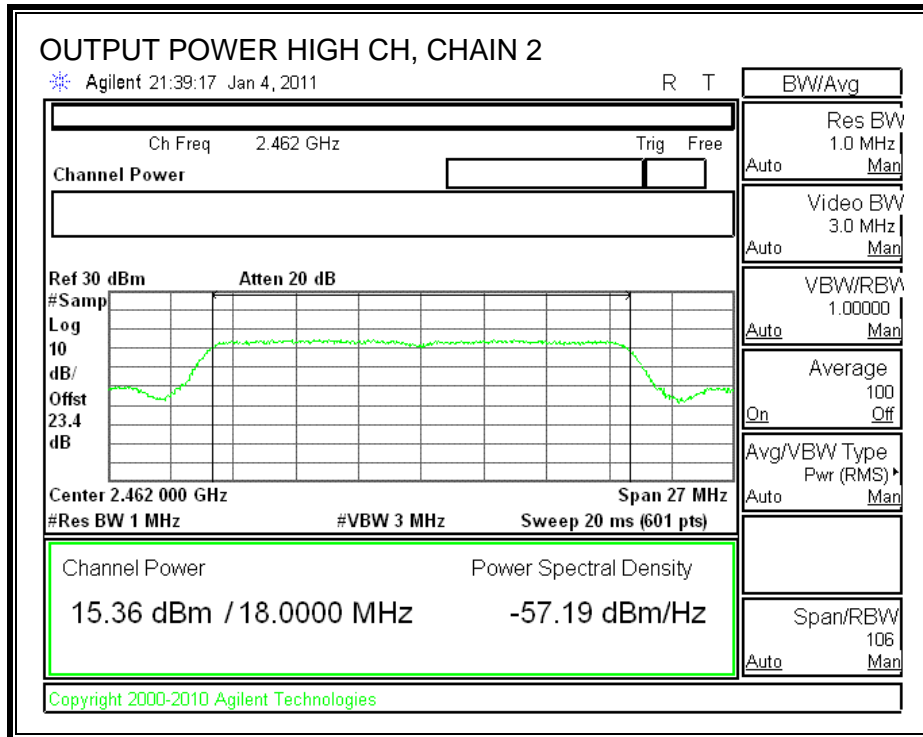 OUTPUT POWER HIGH CH, CHAIN 2
Agilent 21:39:17 Jan 4, 2011 R T
Ch Freq 2.462 GHz Trig Free
Channel Power
Ref 30 dBm Atten 20 dB
#Samp
Log
10
dB/
Offst
23.4
dB
Center 2.462 000 GHz Span 27 MHz
#Res BW 1 MHz #VBW 3 MHz Sweep 20 ms (601 pts)
Channel Power Power Spectral Density
15.36 dBm / 18.0000 MHz -57.19 dBm/Hz
Copyright 2000-2010 Agilent Technologies
BW/Avg
Res BW
1.0 MHz
Auto Man
Video BW
3.0 MHz
Auto Man
VBW/RBW
1.00000
Auto Man
Average
100
On Off
Avg/VBW Type
Pwr (RMS)
Auto Man
Span/RBW
106
Auto Man